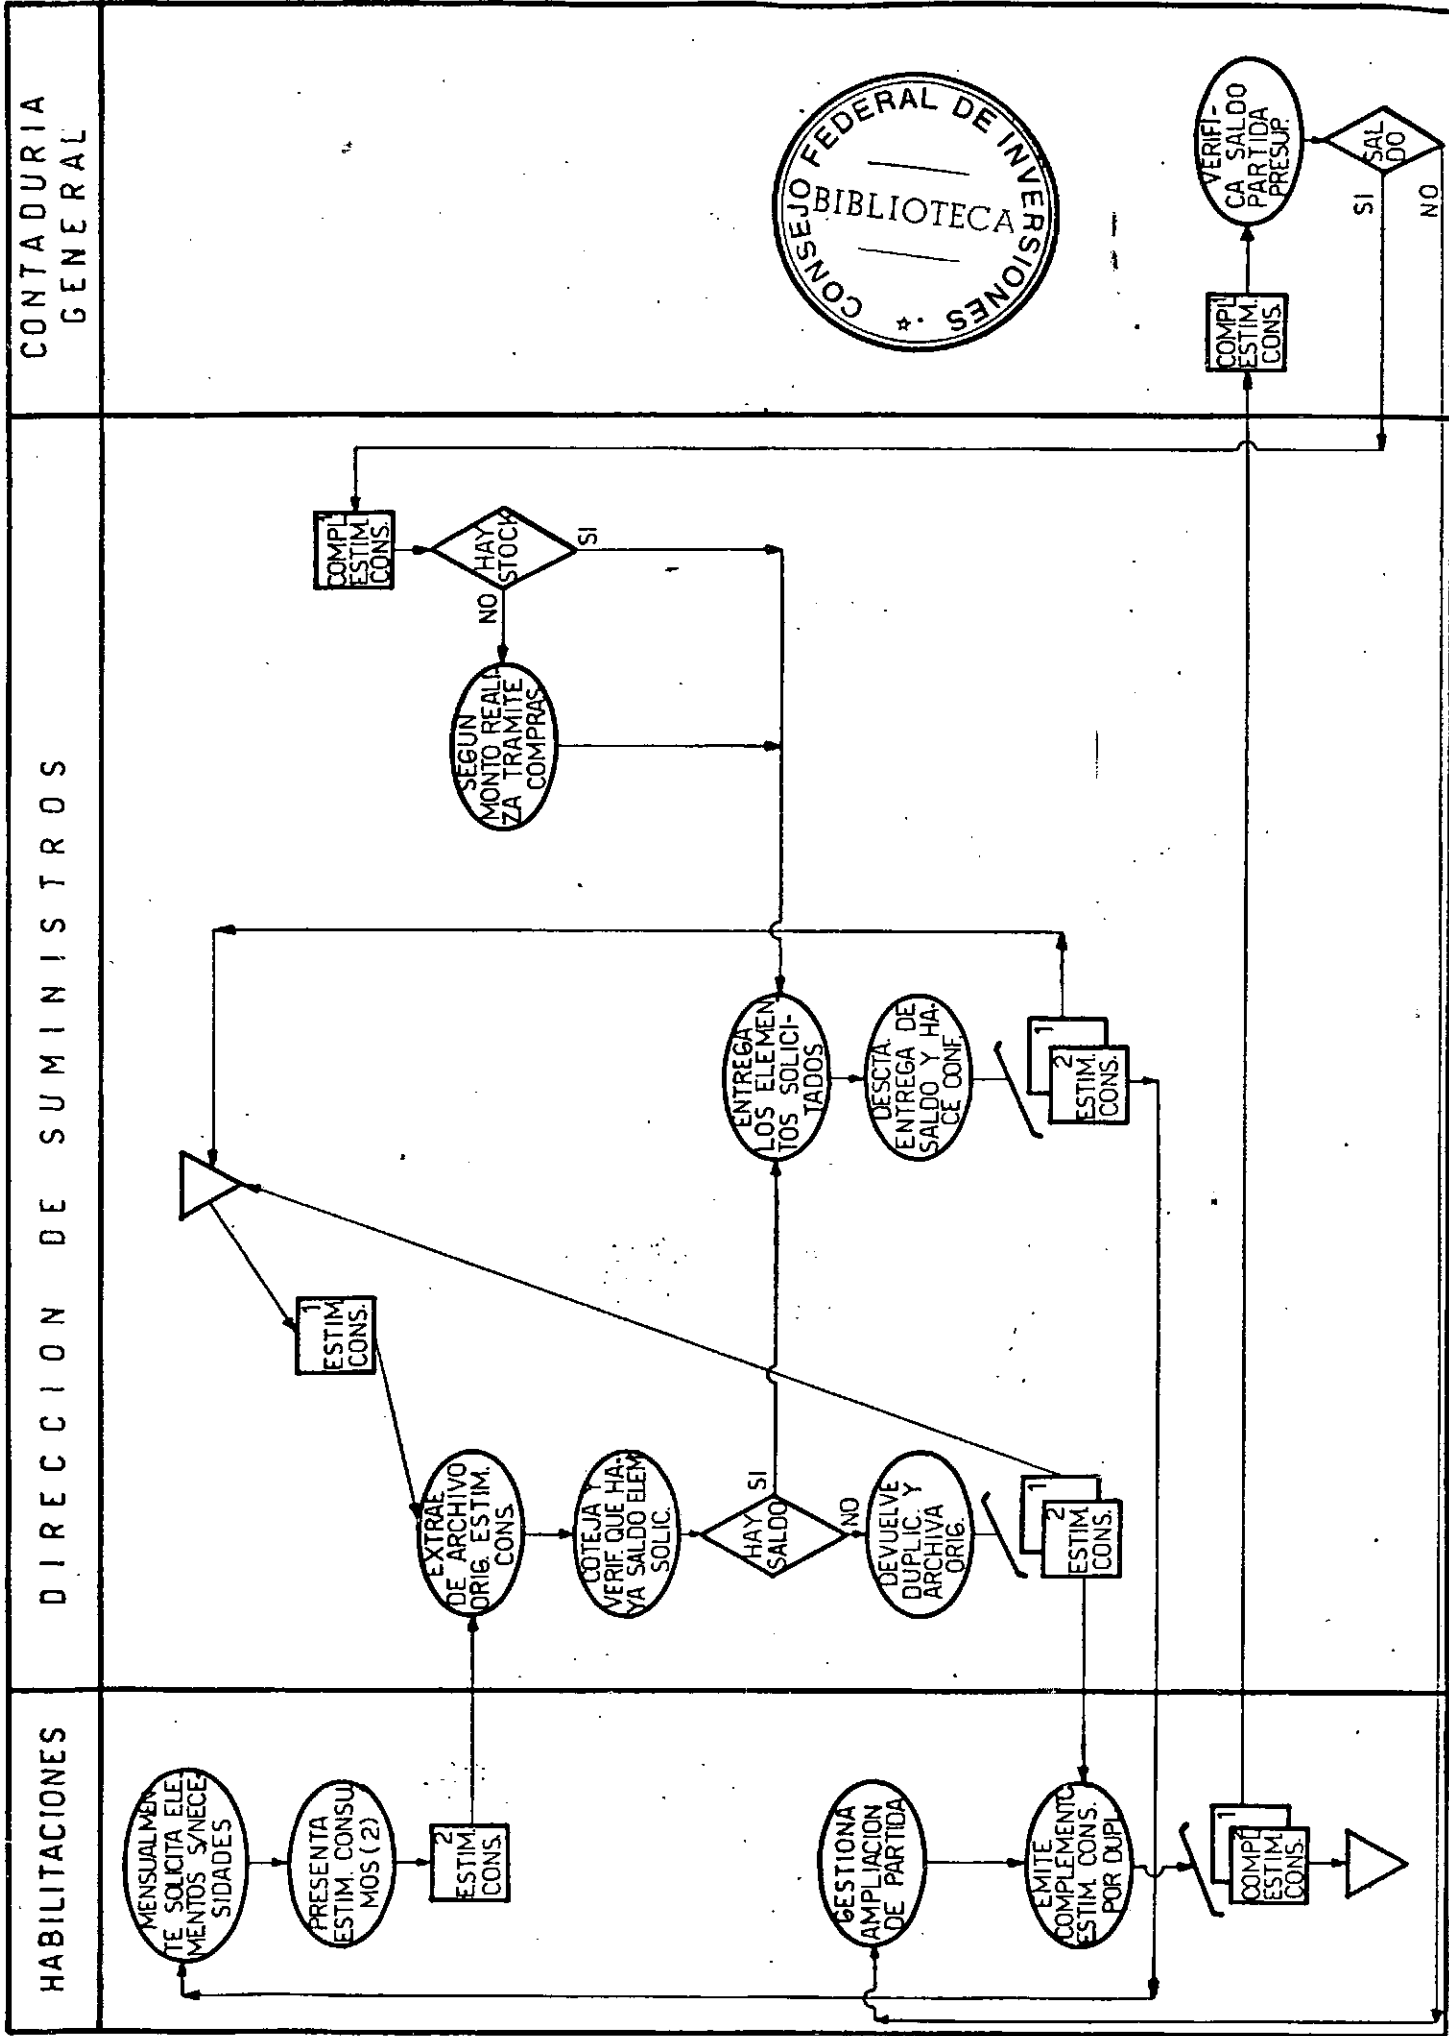 HABILITACIONES
DIRECCION DE SUMINISTROS
CONTADURIA
GENERAL
MENSUALMEN
TE SOLICITA ELE
MENTOS S/NECE
SIDADES
PRESENTA
ESTIM. CONSU
MOS (2)
2
ESTIM.
CONS.
GESTIONA
AMPLIACION
DE PARTIDA
EMITE
COMPLEMENTO
ESTIM. CONS.
POR DUPL
1
COMPL
ESTIM.
CONS.
1
ESTIM
CONS.
EXTRAE
DE ARCHIVO
ORIG. ESTIM.
CONS.
COTEJA Y
VERIF. QUE HA-
YA SALDO ELEM
SOLIC.
HAY
SALDO
SI
NO
DEVUELVE
DUPLIC. Y
ARCHIVA
ORIG.
1
2
ESTIM.
CONS.
ENTREGA
LOS ELEMEN
TOS SOLICI-
TADOS
DESCTA.
ENTREGA DE
SALDO Y HA-
CE CONF.
1
2
ESTIM.
CONS.
1
COMPL
ESTIM.
CONS.
HAY
STOCK
SI
NO
SEGUN
MONTO REALI
ZA TRAMITE
COMPRAS
CONSEJO FEDERAL DE INVERSIONES
BIBLIOTECA
1
COMPL
ESTIM.
CONS.
VERIFI-
CA SALDO
PARTIDA
PRESUP.
SAL
DO
SI
NO